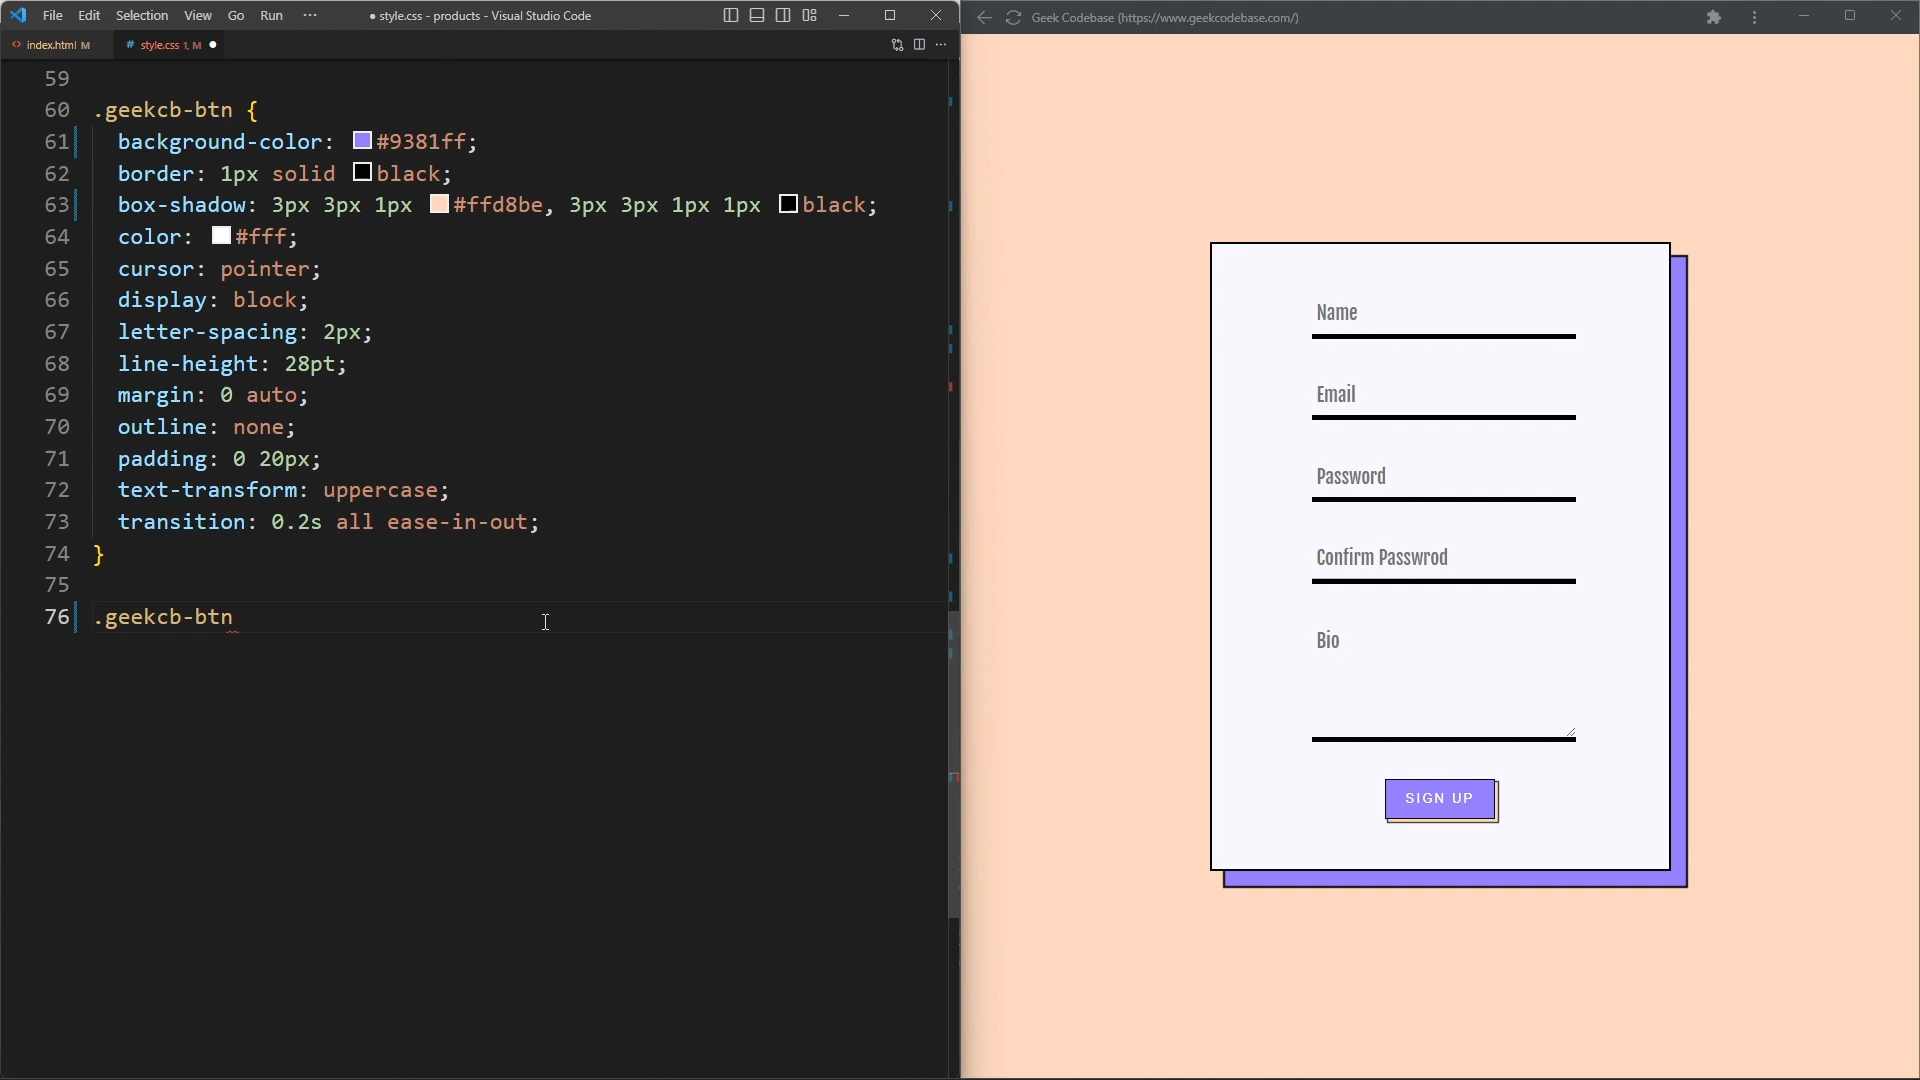 File Edit Selection View Go Run ··· ● style.css - products - Visual Studio Code
index.html M
# style.css 1, M ●
59
60 .geekcb-btn {
61 background-color: #9381ff;
62 border: 1px solid black;
63 box-shadow: 3px 3px 1px #ffd8be, 3px 3px 1px 1px black;
64 color: #fff;
65 cursor: pointer;
66 display: block;
67 letter-spacing: 2px;
68 line-height: 28pt;
69 margin: 0 auto;
70 outline: none;
71 padding: 0 20px;
72 text-transform: uppercase;
73 transition: 0.2s all ease-in-out;
74 }
75
76 .geekcb-btn
Geek Codebase (https://www.geekcodebase.com/)
Name
Email
Password
Confirm Passwrod
Bio
SIGN UP